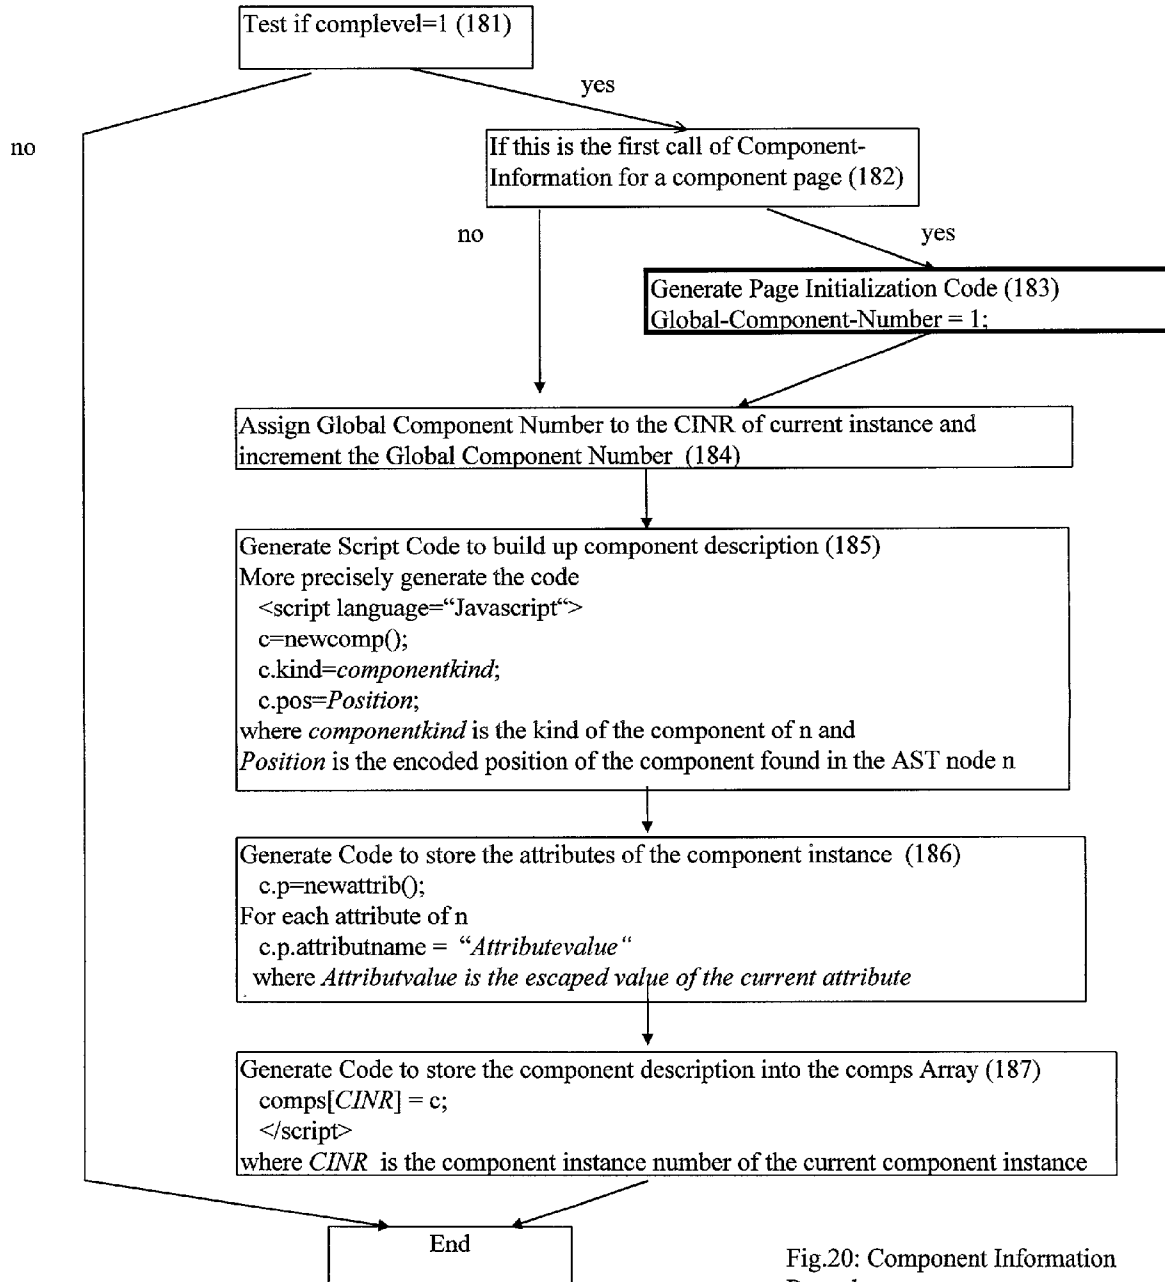 Test if complevel=1 (181)
yes
no
If this is the first call of Component-
Information for a component page (182)
no
yes
Generate Page Initialization Code (183)
Global-Component-Number = 1;
Assign Global Component Number to the CINR of current instance and
increment the Global Component Number (184)
Generate Script Code to build up component description (185)
More precisely generate the code
<script language=“Javascript“>
c=newcomp();
c.kind=componentkind;
c.pos=Position;
where componentkind is the kind of the component of n and
Position is the encoded position of the component found in the AST node n
Generate Code to store the attributes of the component instance (186)
c.p=newattrib();
For each attribute of n
c.p.attributname = “Attributevalue“
where Attributvalue is the escaped value of the current attribute
Generate Code to store the component description into the comps Array (187)
comps[CINR] = c;
</script>
where CINR is the component instance number of the current component instance
End
Fig.20: Component Information